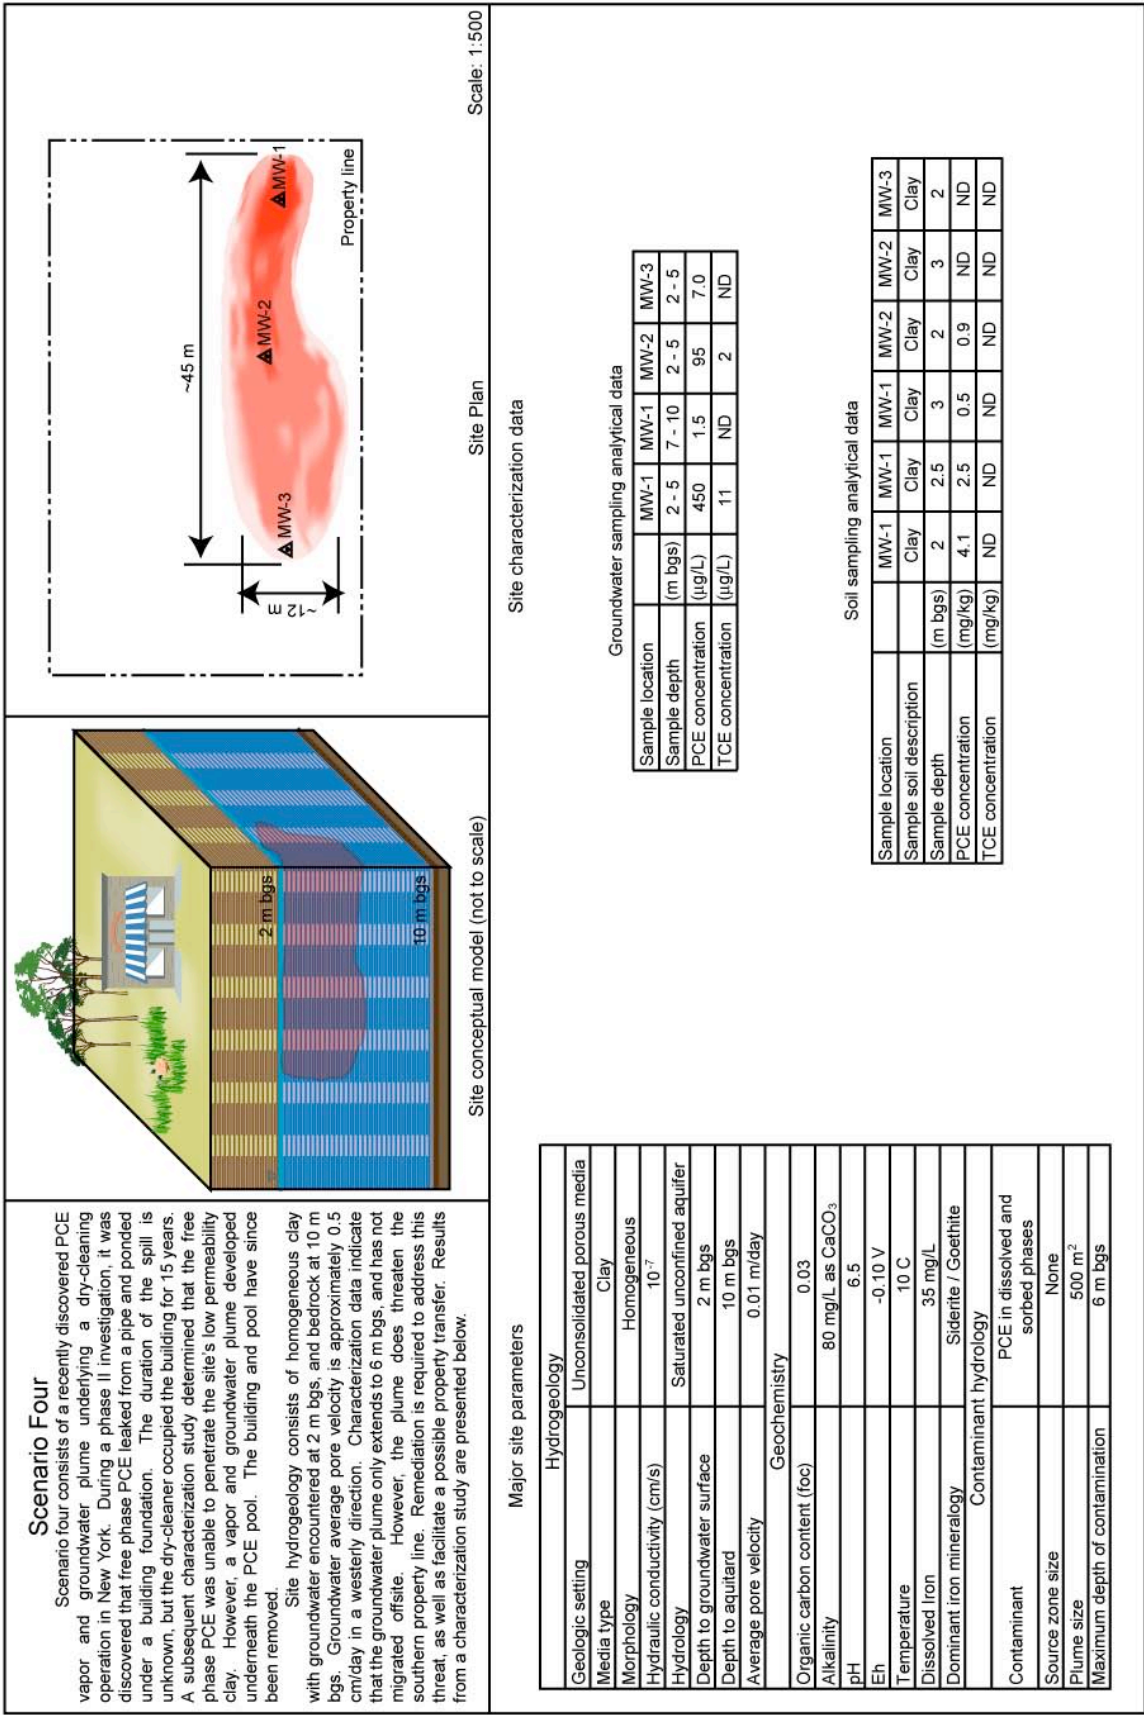 Scenario Four
Scenario four consists of a recently discovered PCE
vapor and groundwater plume underlying a dry-cleaning
operation in New York. During a phase II investigation, it was
discovered that free phase PCE leaked from a pipe and ponded
under a building foundation. The duration of the spill is
unknown, but the dry-cleaner occupied the building for 15 years.
A subsequent characterization study determined that the free
phase PCE was unable to penetrate the site's low permeability
clay. However, a vapor and groundwater plume developed
underneath the PCE pool. The building and pool have since
been removed.
Site hydrogeology consists of homogeneous clay
with groundwater encountered at 2 m bgs, and bedrock at 10 m
bgs. Groundwater average pore velocity is approximately 0.5
cm/day in a westerly direction. Characterization data indicate
that the groundwater plume only extends to 6 m bgs, and has not
migrated offsite. However, the plume does threaten the
southern property line. Remediation is required to address this
threat, as well as facilitate a possible property transfer. Results
from a characterization study are presented below.
2 m bgs
10 m bgs
Site conceptual model (not to scale)
~45 m
~12 m
MW-3
MW-2
MW-1
Property line
Site Plan
Scale: 1:500
Major site parameters
Hydrogeology
Geologic setting Unconsolidated porous media
Media type Clay
Morphology Homogeneous
Hydraulic conductivity (cm/s) 10-7
Hydrology Saturated unconfined aquifer
Depth to groundwater surface 2 m bgs
Depth to aquitard 10 m bgs
Average pore velocity 0.01 m/day
Geochemistry
Organic carbon content (foc) 0.03
Alkalinity 80 mg/L as CaCO3
pH 6.5
Eh -0.10 V
Temperature 10 C
Dissolved Iron 35 mg/L
Dominant iron mineralogy Siderite / Goethite
Contaminant hydrology
Contaminant PCE in dissolved and
sorbed phases
Source zone size None
Plume size 500 m2
Maximum depth of contamination 6 m bgs
Site characterization data
Groundwater sampling analytical data
Sample location MW-1 MW-1 MW-2 MW-3
Sample depth (m bgs) 2 - 5 7 - 10 2 - 5 2 - 5
PCE concentration (µg/L) 450 1.5 95 7.0
TCE concentration (µg/L) 11 ND 2 ND
Soil sampling analytical data
Sample location MW-1 MW-1 MW-1 MW-2 MW-2 MW-3
Sample soil description Clay Clay Clay Clay Clay Clay
Sample depth (m bgs) 2 2.5 3 2 3 2
PCE concentration (mg/kg) 4.1 2.5 0.5 0.9 ND ND
TCE concentration (mg/kg) ND ND ND ND ND ND